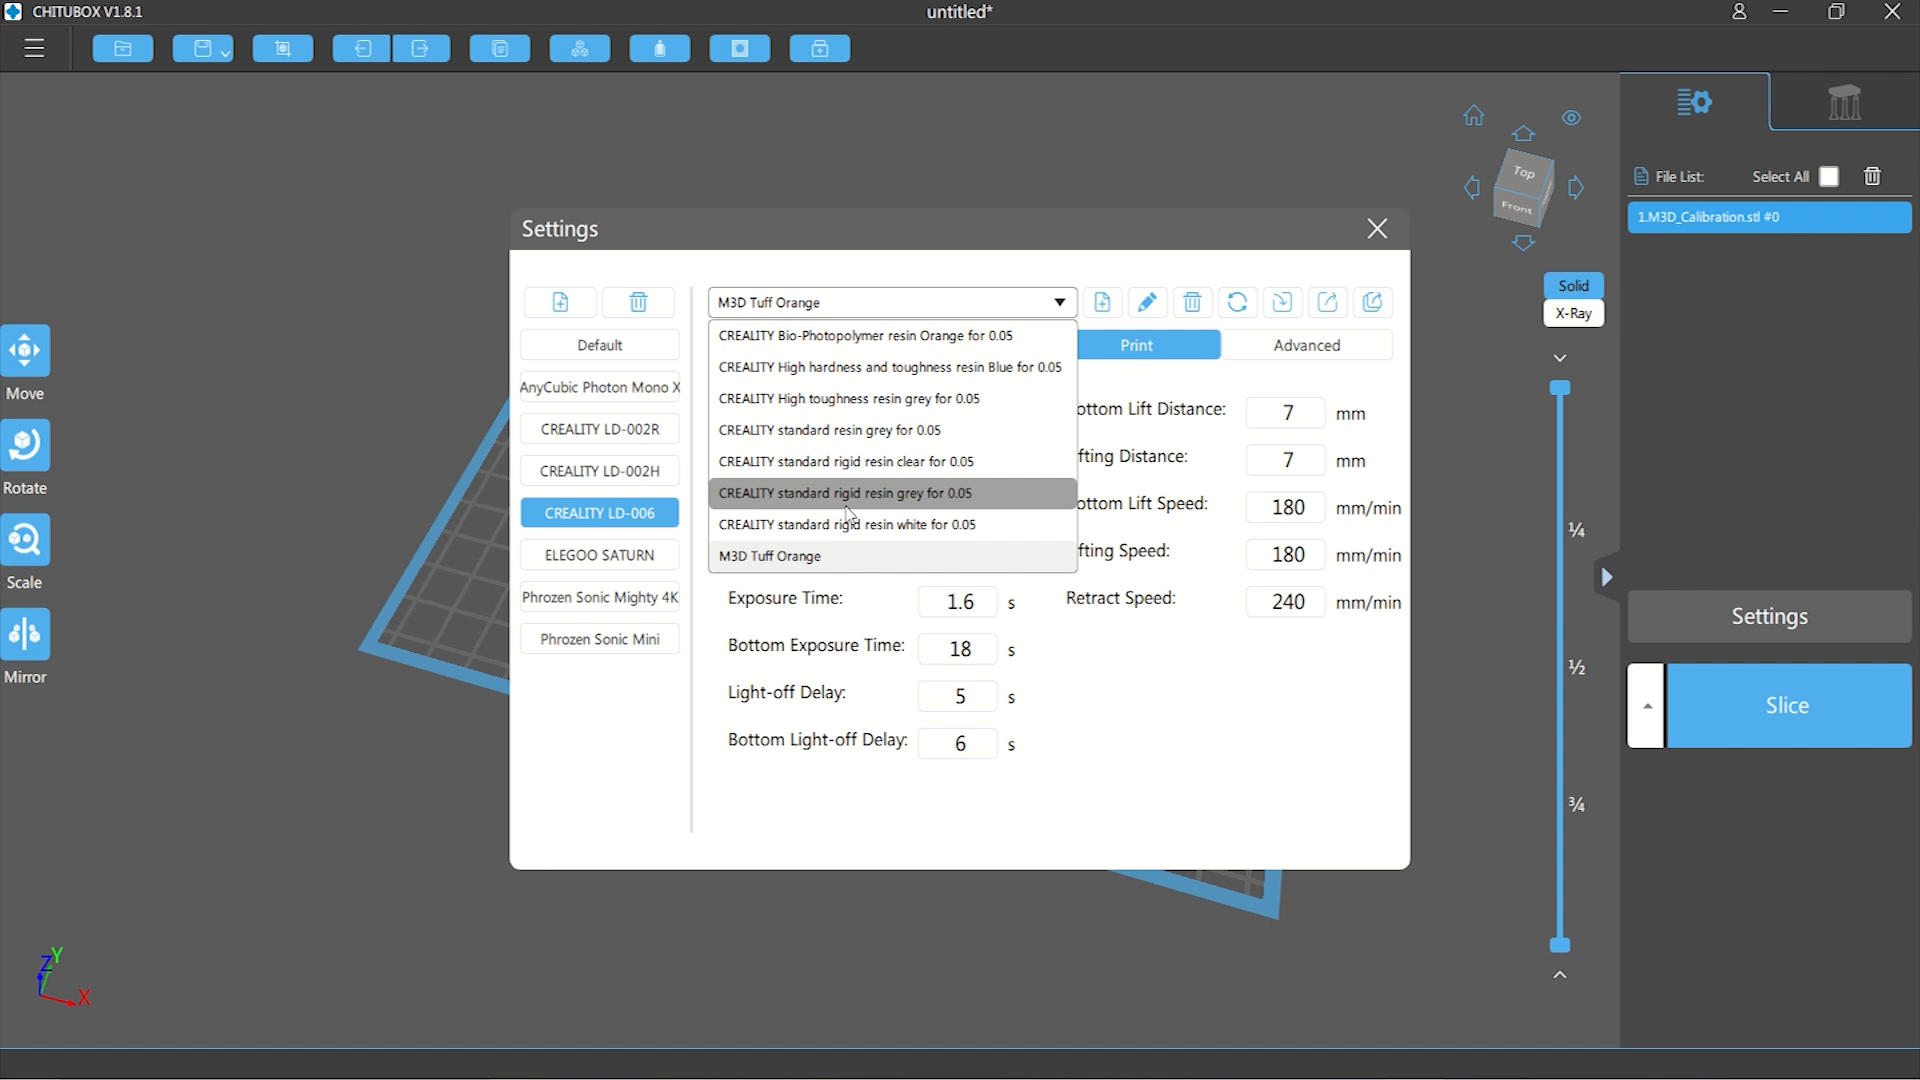 CHITUBOX V1.8.1
untitled*
Top
Front
File List:
Select All
1.M3D_Calibration.stl #0
Solid
X-Ray
Settings
M3D Tuff Orange
Default
CREALITY Bio-Photopolymer resin Orange for 0.05
Print
Advanced
AnyCubic Photon Mono X
CREALITY High hardness and toughness resin Blue for 0.05
CREALITY High toughness resin grey for 0.05
ottom Lift Distance: 7 mm
CREALITY LD-002R
CREALITY standard resin grey for 0.05
fting Distance: 7 mm
CREALITY LD-002H
CREALITY standard rigid resin clear for 0.05
CREALITY standard rigid resin grey for 0.05
ottom Lift Speed: 180 mm/min
CREALITY LD-006
CREALITY standard rigid resin white for 0.05
fting Speed: 180 mm/min
ELEGOO SATURN
M3D Tuff Orange
Phrozen Sonic Mighty 4K
Exposure Time: 1.6 s
Retract Speed: 240 mm/min
Phrozen Sonic Mini
Bottom Exposure Time: 18 s
Light-off Delay: 5 s
Bottom Light-off Delay: 6 s
Move
Rotate
Scale
Mirror
¼
½
¾
Settings
Slice
Z
Y
X